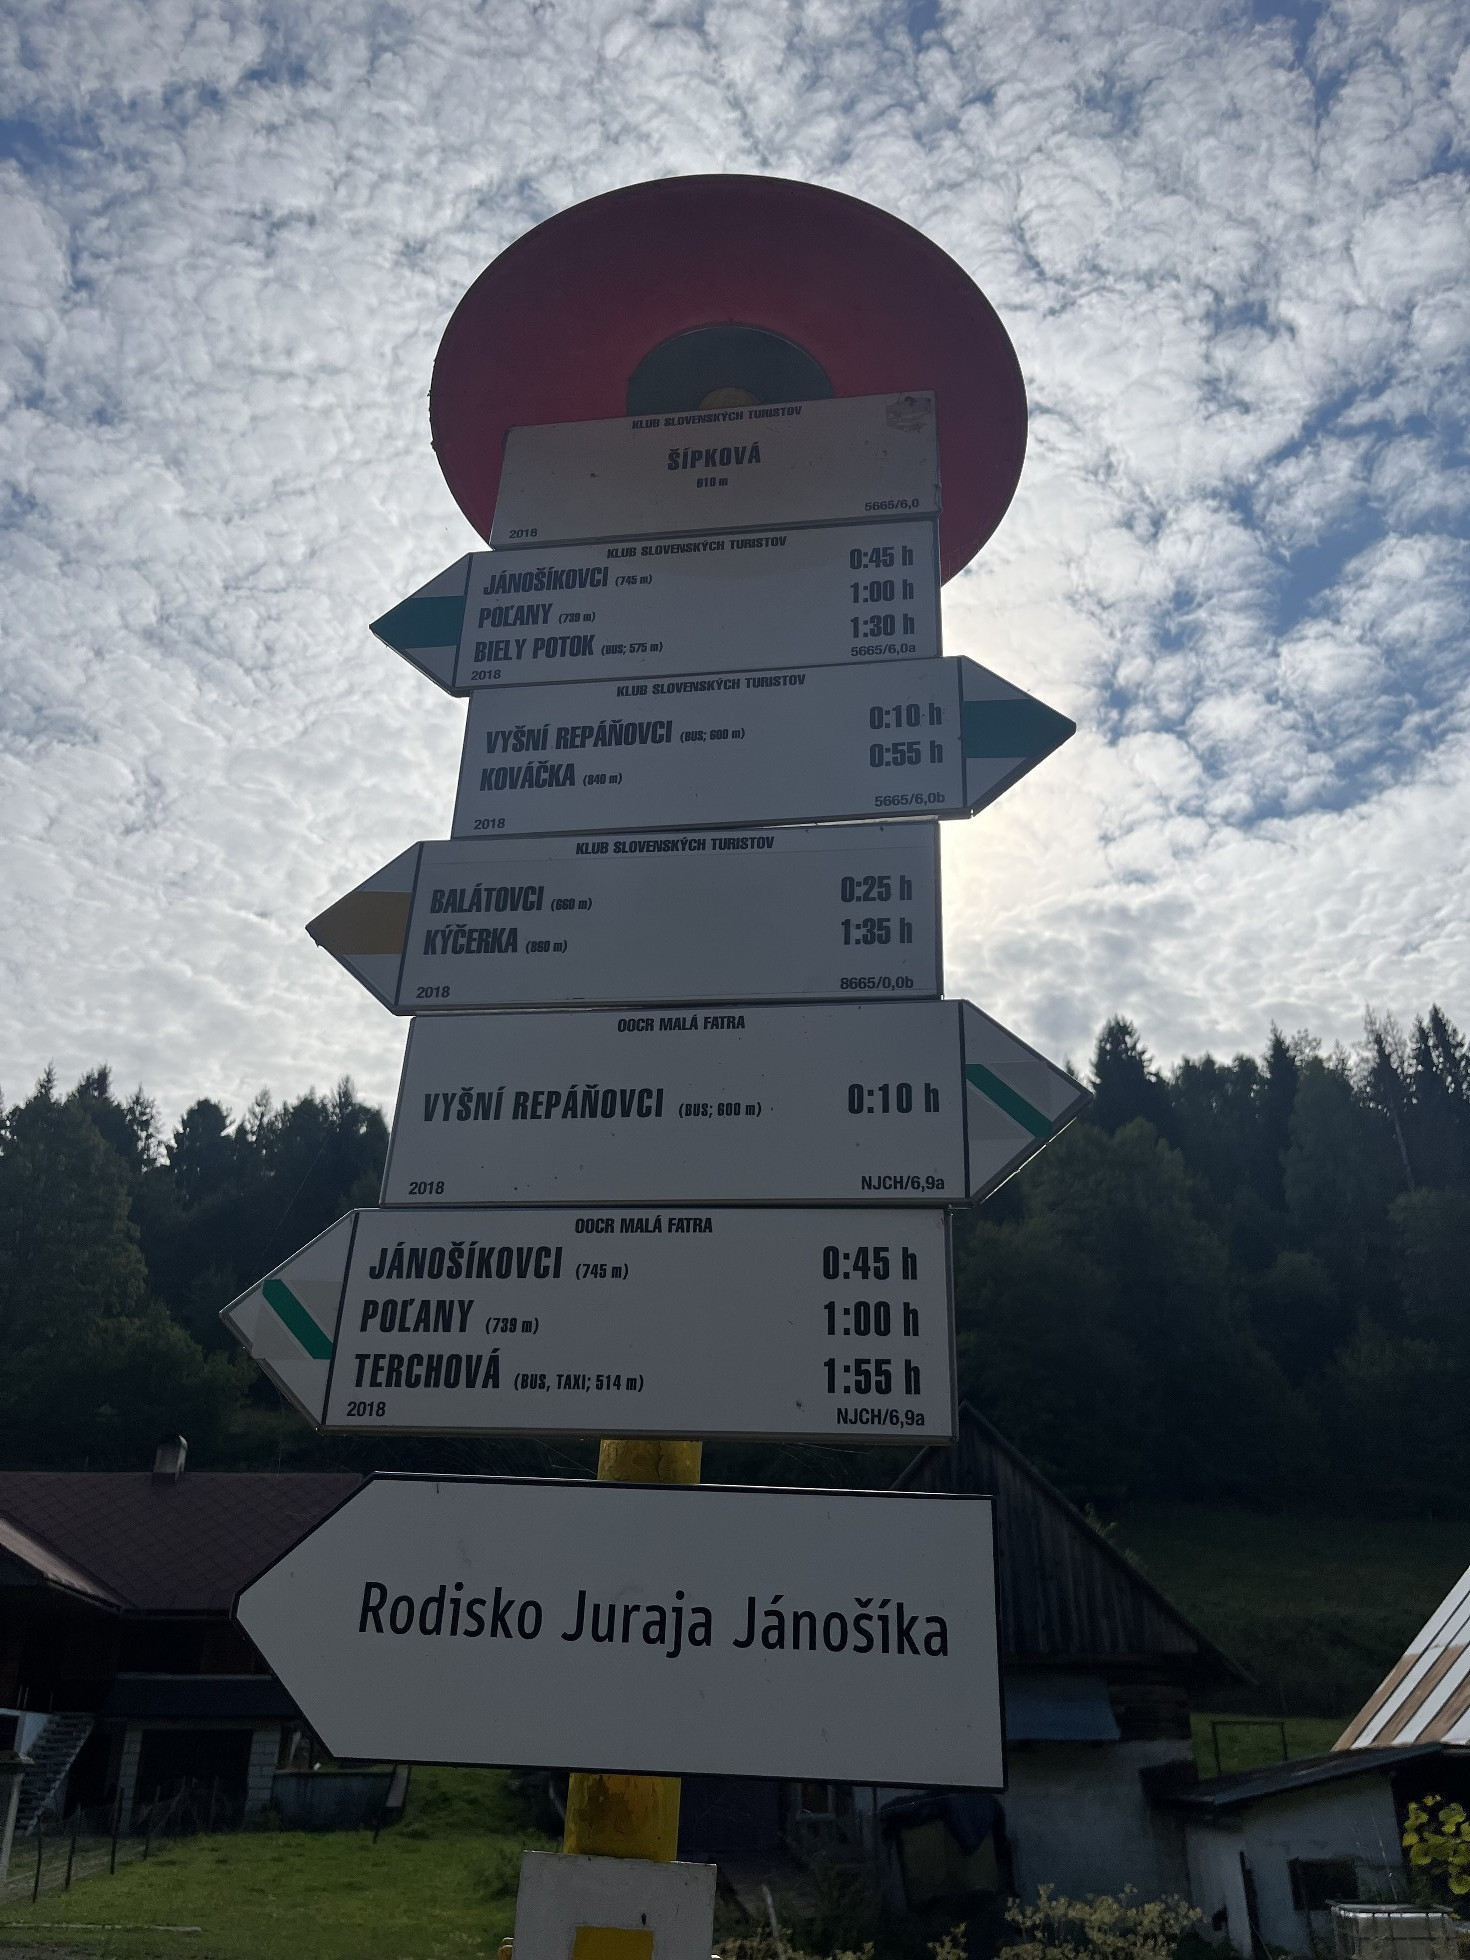 KLUB SLOVENSKÝCH TURISTOV
ŠÍPKOVÁ
610 m
2018 5665/6,0
KLUB SLOVENSKÝCH TURISTOV
JÁNOŠÍKOVCI (745 m) 0:45 h
POĽANY (739 m) 1:00 h
BIELY POTOK (BUS; 575 m) 1:30 h
2018 5665/6,0a
KLUB SLOVENSKÝCH TURISTOV
VYŠNÍ REPÁŇOVCI (BUS; 600 m) 0:10 h
KOVÁČKA (840 m) 0:55 h
2018 5665/6,0b
KLUB SLOVENSKÝCH TURISTOV
BALÁTOVCI (660 m) 0:25 h
KÝČERKA (860 m) 1:35 h
2018 8665/0,0b
OOCR MALÁ FATRA
VYŠNÍ REPÁŇOVCI (BUS; 600 m) 0:10 h
2018 NJCH/6,9a
OOCR MALÁ FATRA
JÁNOŠÍKOVCI (745 m) 0:45 h
POĽANY (739 m) 1:00 h
TERCHOVÁ (BUS, TAXI; 514 m) 1:55 h
2018 NJCH/6,9a
Rodisko Juraja Jánošíka